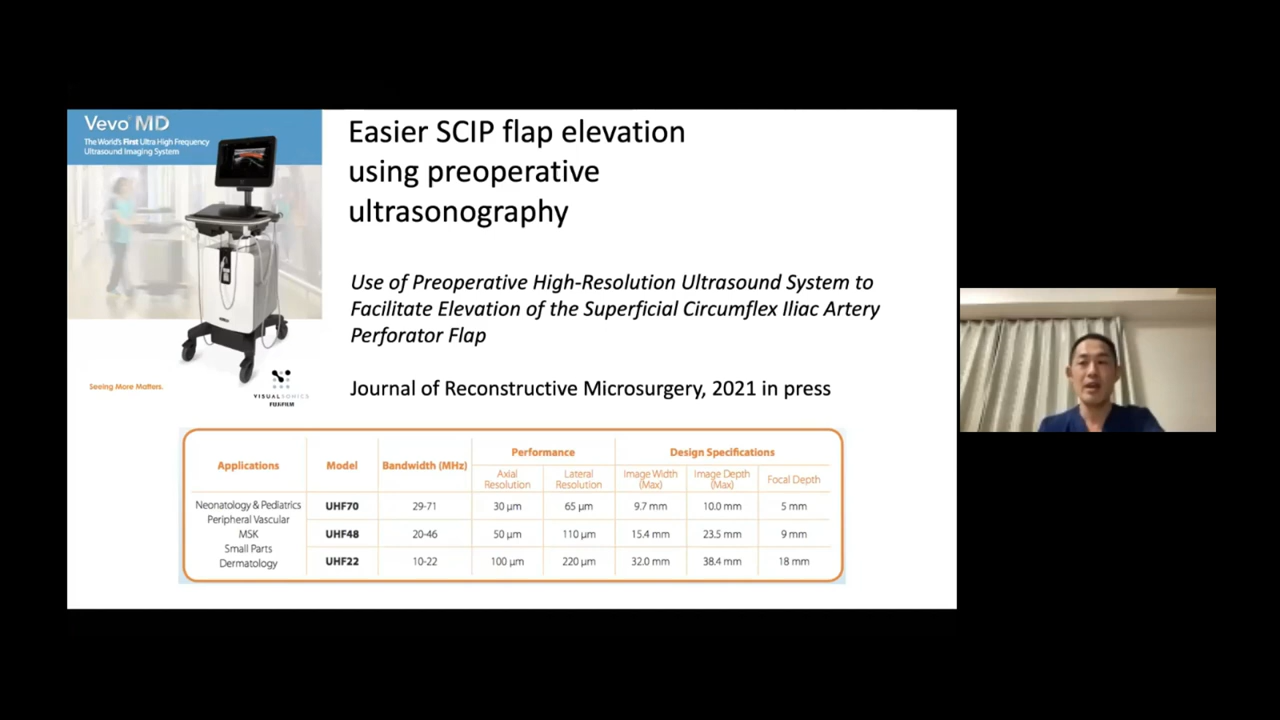 Vevo MD
The World's First Ultra High Frequency
Ultrasound Imaging System
Seeing More Matters.
VISUALSONICS
FUJIFILM
Easier SCIP flap elevation
using preoperative
ultrasonography
Use of Preoperative High-Resolution Ultrasound System to
Facilitate Elevation of the Superficial Circumflex Iliac Artery
Perforator Flap
Journal of Reconstructive Microsurgery, 2021 in press
Applications Model Bandwidth (MHz) Performance Design Specifications
Axial Resolution Lateral Resolution Image Width (Max) Image Depth (Max) Focal Depth
Neonatology & Pediatrics
Peripheral Vascular
MSK
Small Parts
Dermatology
UHF70 29-71 30 µm 65 µm 9.7 mm 10.0 mm 5 mm
UHF48 20-46 50 µm 110 µm 15.4 mm 23.5 mm 9 mm
UHF22 10-22 100 µm 220 µm 32.0 mm 38.4 mm 18 mm